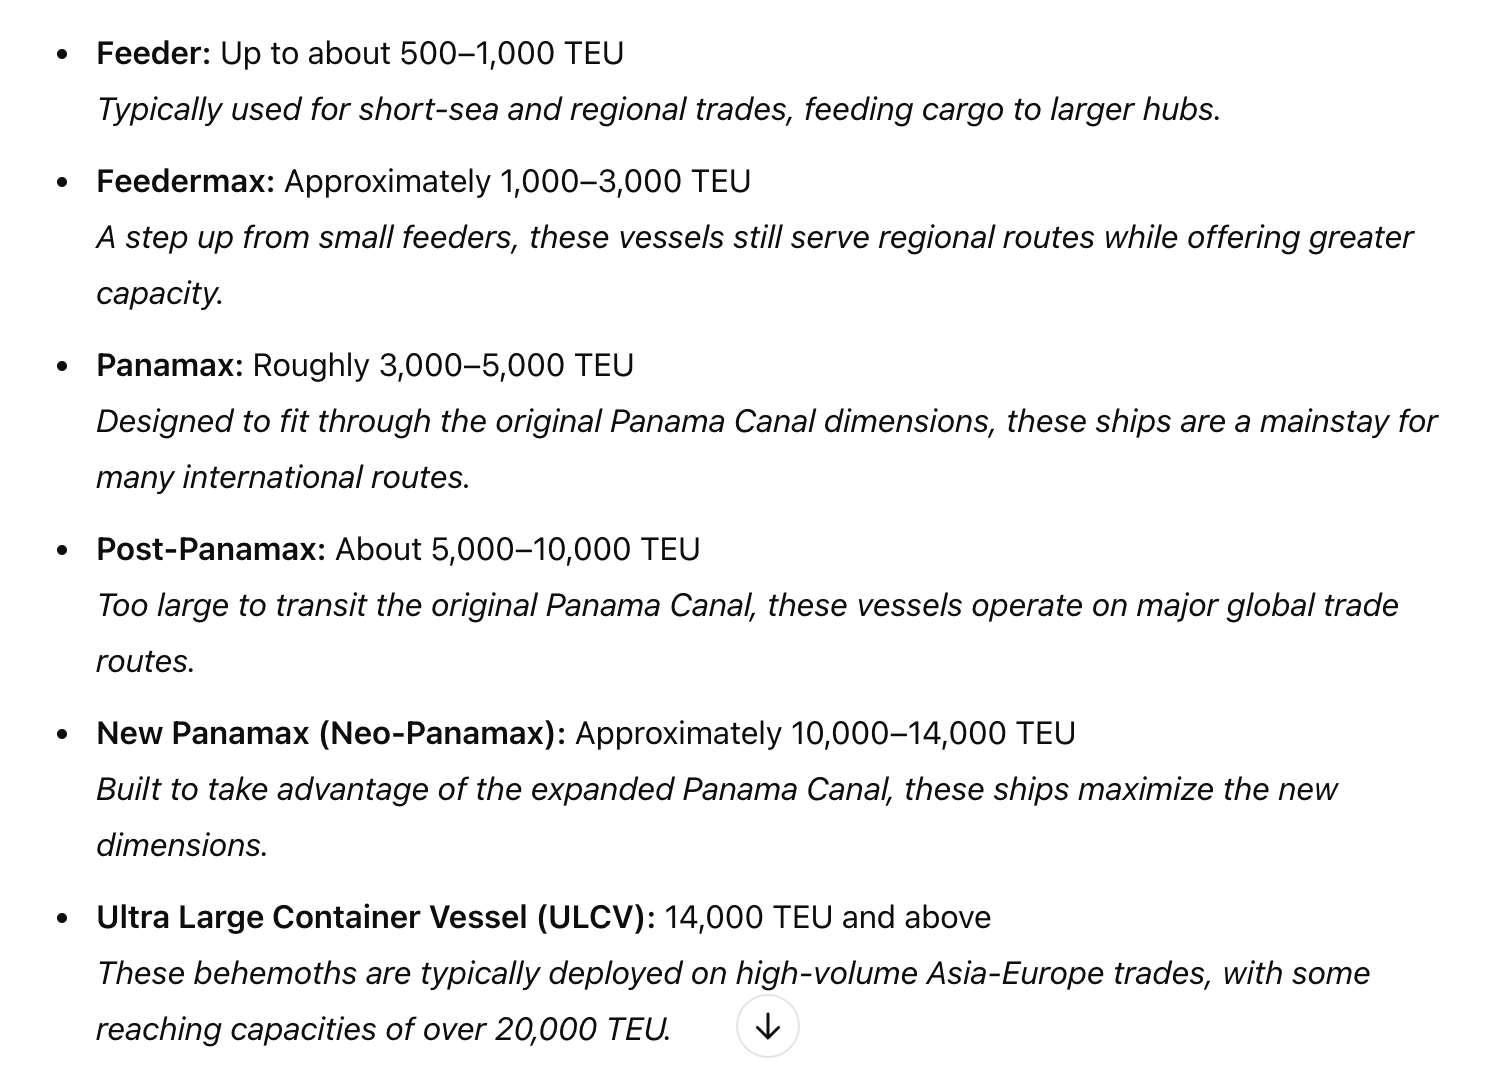 • Feeder: Up to about 500–1,000 TEU
Typically used for short-sea and regional trades, feeding cargo to larger hubs.
• Feedermax: Approximately 1,000–3,000 TEU
A step up from small feeders, these vessels still serve regional routes while offering greater
capacity.
• Panamax: Roughly 3,000–5,000 TEU
Designed to fit through the original Panama Canal dimensions, these ships are a mainstay for
many international routes.
• Post-Panamax: About 5,000–10,000 TEU
Too large to transit the original Panama Canal, these vessels operate on major global trade
routes.
• New Panamax (Neo-Panamax): Approximately 10,000–14,000 TEU
Built to take advantage of the expanded Panama Canal, these ships maximize the new
dimensions.
• Ultra Large Container Vessel (ULCV): 14,000 TEU and above
These behemoths are typically deployed on high-volume Asia-Europe trades, with some
reaching capacities of over 20,000 TEU.